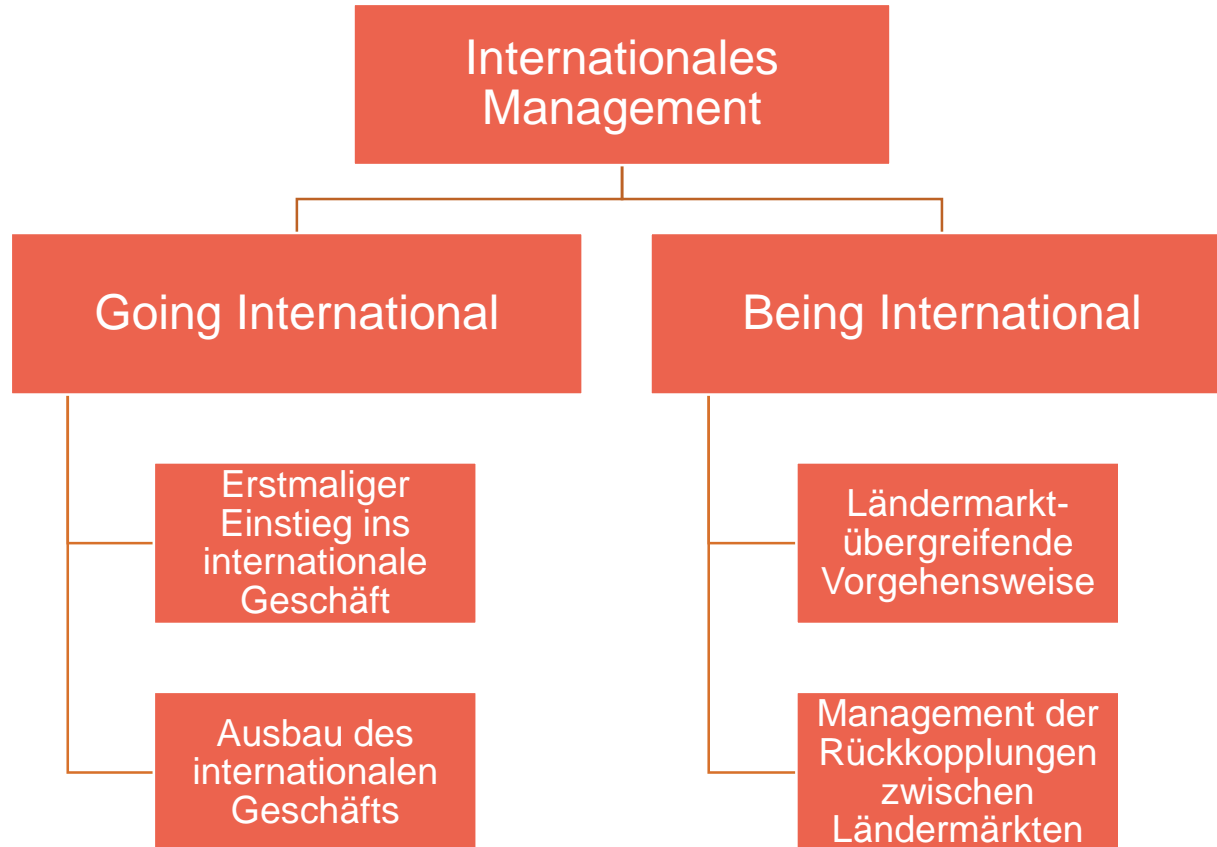 Internationales
Management
Going International
Being International
Erstmaliger
Einstieg ins
internationale
Geschäft
Ländermarkt-
übergreifende
Vorgehensweise
Ausbau des
internationalen
Geschäfts
Management der
Rückkopplungen
zwischen
Ländermärkten